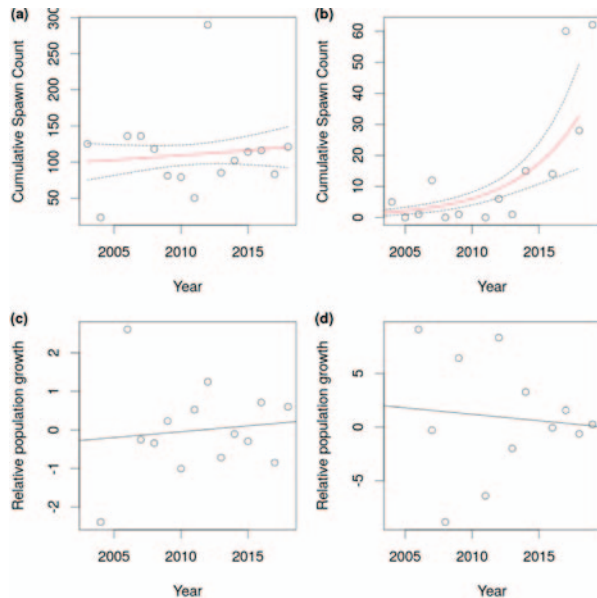 (a)
Cumulative Spawn Count
50 100 150 200 250 300
2005 2010 2015
Year
(b)
Cumulative Spawn Count
0 10 20 30 40 50 60
2005 2010 2015
Year
(c)
Relative population growth
-2 -1 0 1 2
2005 2010 2015
Year
(d)
Relative population growth
-5 0 5
2005 2010 2015
Year